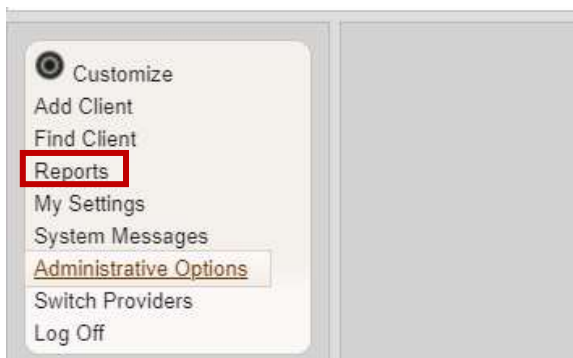 Customize
Add Client
Find Client
Reports
My Settings
System Messages
Administrative Options
Switch Providers
Log Off